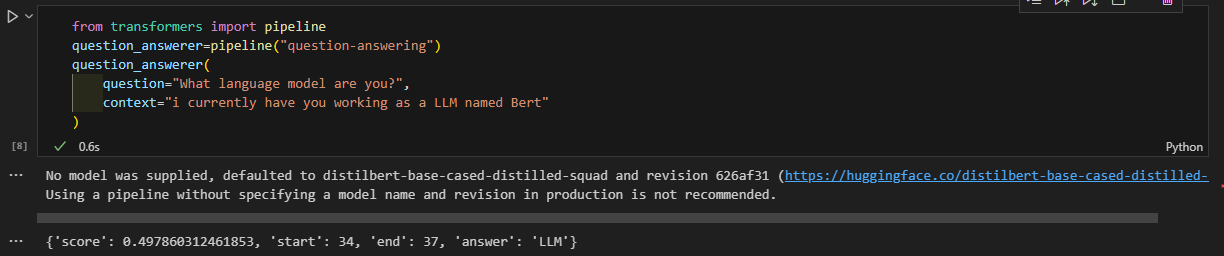 from transformers import pipeline
question_answerer=pipeline("question-answering")
question_answerer(
question="What language model are you?",
context="i currently have you working as a LLM named Bert"
)
[8]
0.6s
Python
No model was supplied, defaulted to distilbert-base-cased-distilled-squad and revision 626af31 (https://huggingface.co/distilbert-base-cased-distilled-
Using a pipeline without specifying a model name and revision in production is not recommended.
{'score': 0.497860312461853, 'start': 34, 'end': 37, 'answer': 'LLM'}